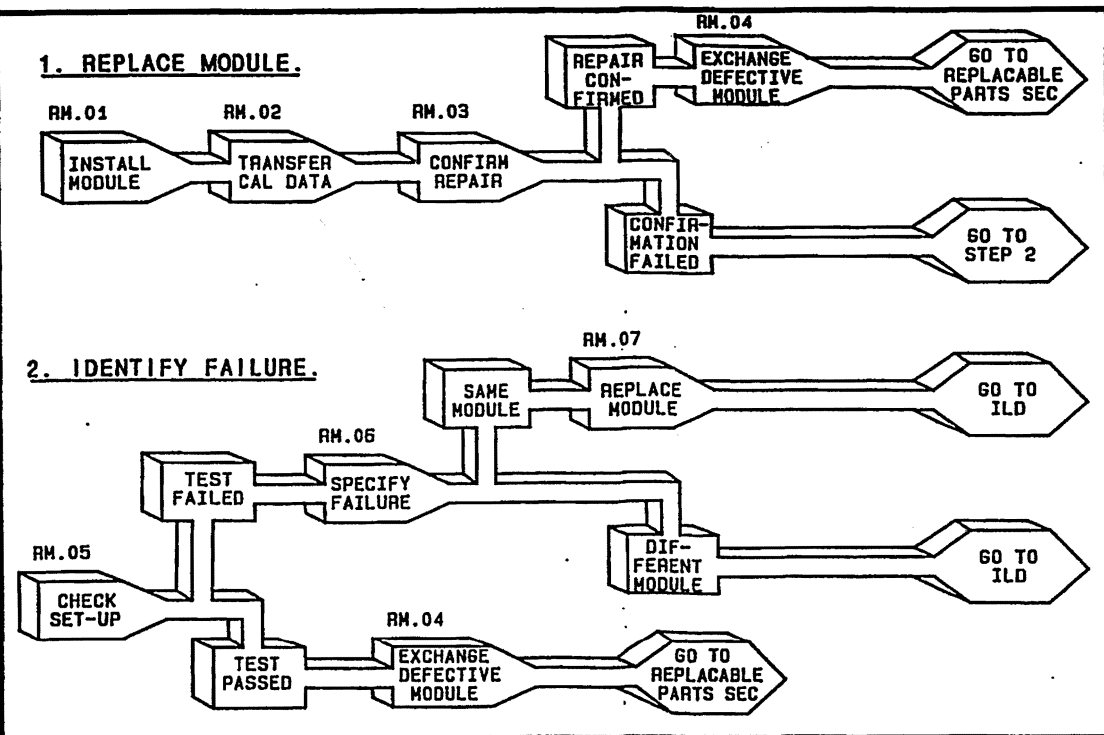 1. REPLACE MODULE.
RM.01
INSTALL
MODULE
RM.02
TRANSFER
CAL DATA
RM.03
CONFIRM
REPAIR
REPAIR
CON-
FIRMED
RM.04
EXCHANGE
DEFECTIVE
MODULE
GO TO
REPLACABLE
PARTS SEC
CONFIR-
MATION
FAILED
GO TO
STEP 2
2. IDENTIFY FAILURE.
RM.05
CHECK
SET-UP
TEST
FAILED
RM.06
SPECIFY
FAILURE
SAME
MODULE
RM.07
REPLACE
MODULE
GO TO
ILD
DIF-
FERENT
MODULE
GO TO
ILD
TEST
PASSED
RM.04
EXCHANGE
DEFECTIVE
MODULE
GO TO
REPLACABLE
PARTS SEC